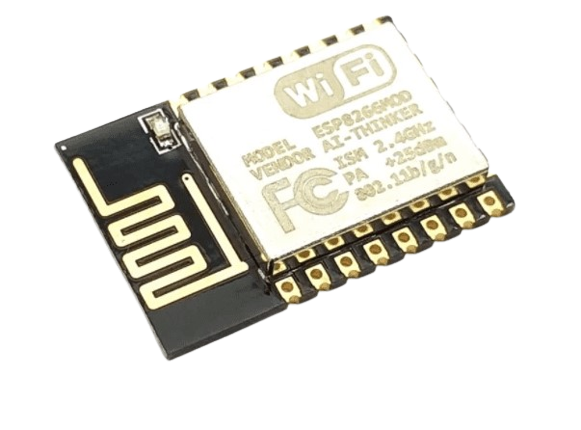 WiFi
MODEL ESP8266MOD
VENDOR AI-THINKER
ISM 2.4GHz
PA +25dBm
802.11b/g/n
FC